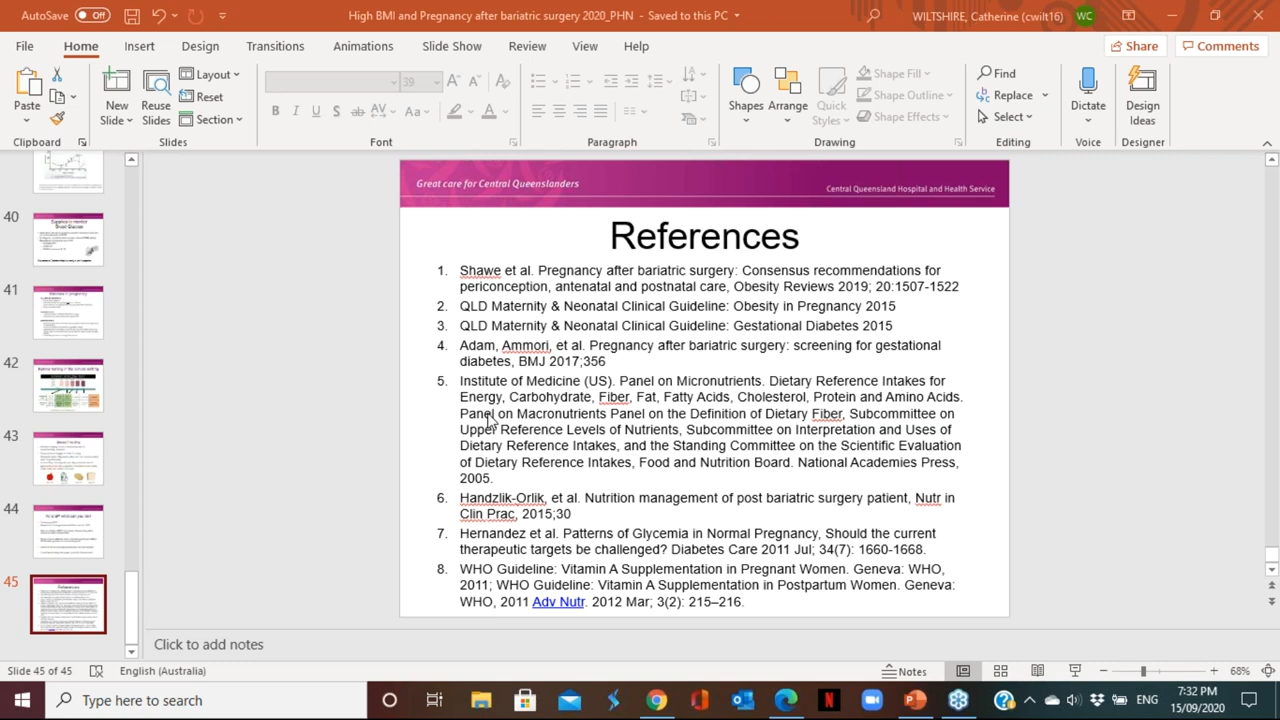 AutoSave Off
High BMI and Pregnancy after bariatric surgery 2020_PHN - Saved to this PC
WILTSHIRE, Catherine (cwilt16) WC
File Home Insert Design Transitions Animations Slide Show Review View Help Share Comments
Paste
New Slide
Reuse Slides
Layout
Reset
Section
39
Shapes
Arrange
Quick Styles
Shape Fill
Shape Outline
Shape Effects
Find
Replace
Select
Dictate
Design Ideas
Clipboard Slides Font Paragraph Drawing Editing Voice Designer
40
41
42
43
44
45
Great care for Central Queenslanders
Central Queensland Hospital and Health Service
References
1. Shawe et al. Pregnancy after bariatric surgery: Consensus recommendations for
periconception, antenatal and postnatal care, Obesity Reviews 2019; 20:1507-1522
2. QLD Maternity & Neonatal Clinical Guideline: Obesity in Pregnancy 2015
3. QLD Maternity & Neonatal Clinical Guideline: Gestational Diabetes 2015
4. Adam, Ammori, et al. Pregnancy after bariatric surgery: screening for gestational
diabetes. BMJ 2017;356
5. Institute of Medicine (US). Panel on Micronutrients. Dietary Reference Intakes for
Energy, Carbohydrate, Fiber, Fat, Fatty Acids, Cholesterol, Protein and Amino Acids.
Panel on Macronutrients Panel on the Definition of Dietary Fiber, Subcommittee on
Upper Reference Levels of Nutrients, Subcommittee on Interpretation and Uses of
Dietary Reference Intakes, and the Standing Committee on the Scientific Evaluation
of Dietary Reference Intakes, Food and Nutrition Board. National Academies Press,
2005.
6. Handzlik-Orlik, et al. Nutrition management of post bariatric surgery patient, Nutr in
Clin Prac, 2015;30
7. Hernandez et al. Patterns of Glycemia in Normal Pregnancy, Should the current
therapeutic targets be challenged? Diabetes Care 2011 Jul; 34(7): 1660-1668.
8. WHO Guideline: Vitamin A Supplementation in Pregnant Women. Geneva: WHO,
2011. WHO Guideline: Vitamin A Supplementation in Postpartum Women. Geneva:
WHO, 2011 Adv Nutr. 2012 Mar; 3(2): 215–216.
Click to add notes
Slide 45 of 45 English (Australia) Notes 68%
Type here to search
ENG
7:32 PM
15/09/2020